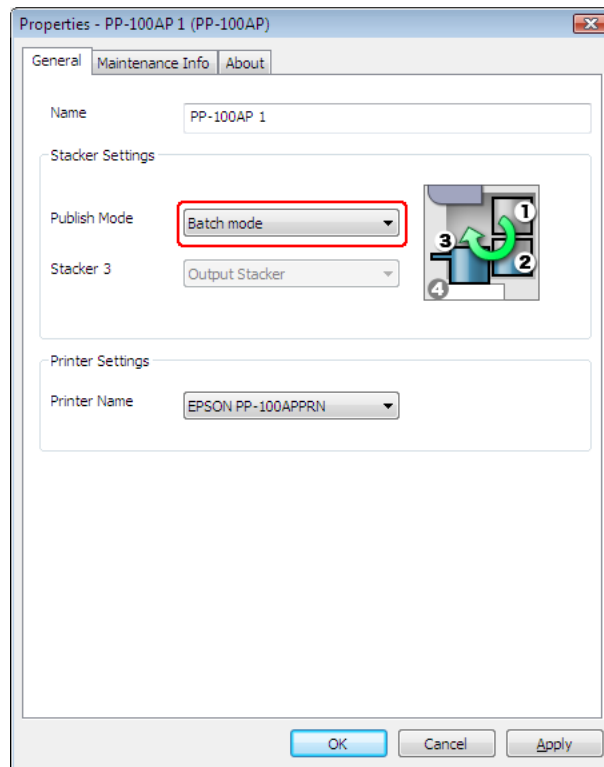 Properties - PP-100AP 1 (PP-100AP)
General Maintenance Info About
Name PP-100AP 1
Stacker Settings
Publish Mode Batch mode
Stacker 3 Output Stacker
1
3
2
4
Printer Settings
Printer Name EPSON PP-100APPRN
OK Cancel Apply